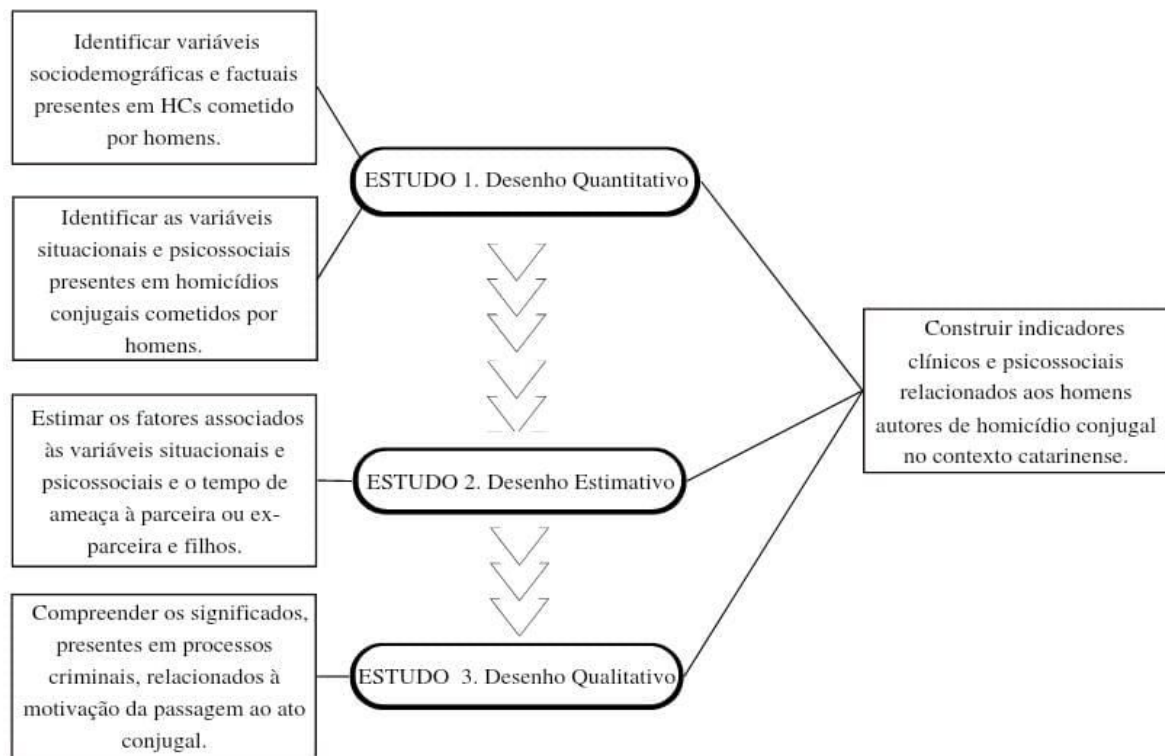 Identificar variáveis
sociodemográficas e factuais
presentes em HCs cometido
por homens.
ESTUDO 1. Desenho Quantitativo
Identificar as variáveis
situacionais e psicossociais
presentes em homicídios
conjugais cometidos por
homens.
Estimar os fatores associados
às variáveis situacionais e
psicossociais e o tempo de
ameaça à parceira ou ex-
parceira e filhos.
ESTUDO 2. Desenho Estimativo
Compreender os significados,
presentes em processos
criminais, relacionados à
motivação da passagem ao ato
conjugal.
ESTUDO 3. Desenho Qualitativo
Construir indicadores
clínicos e psicossociais
relacionados aos homens
autores de homicídio conjugal
no contexto catarinense.